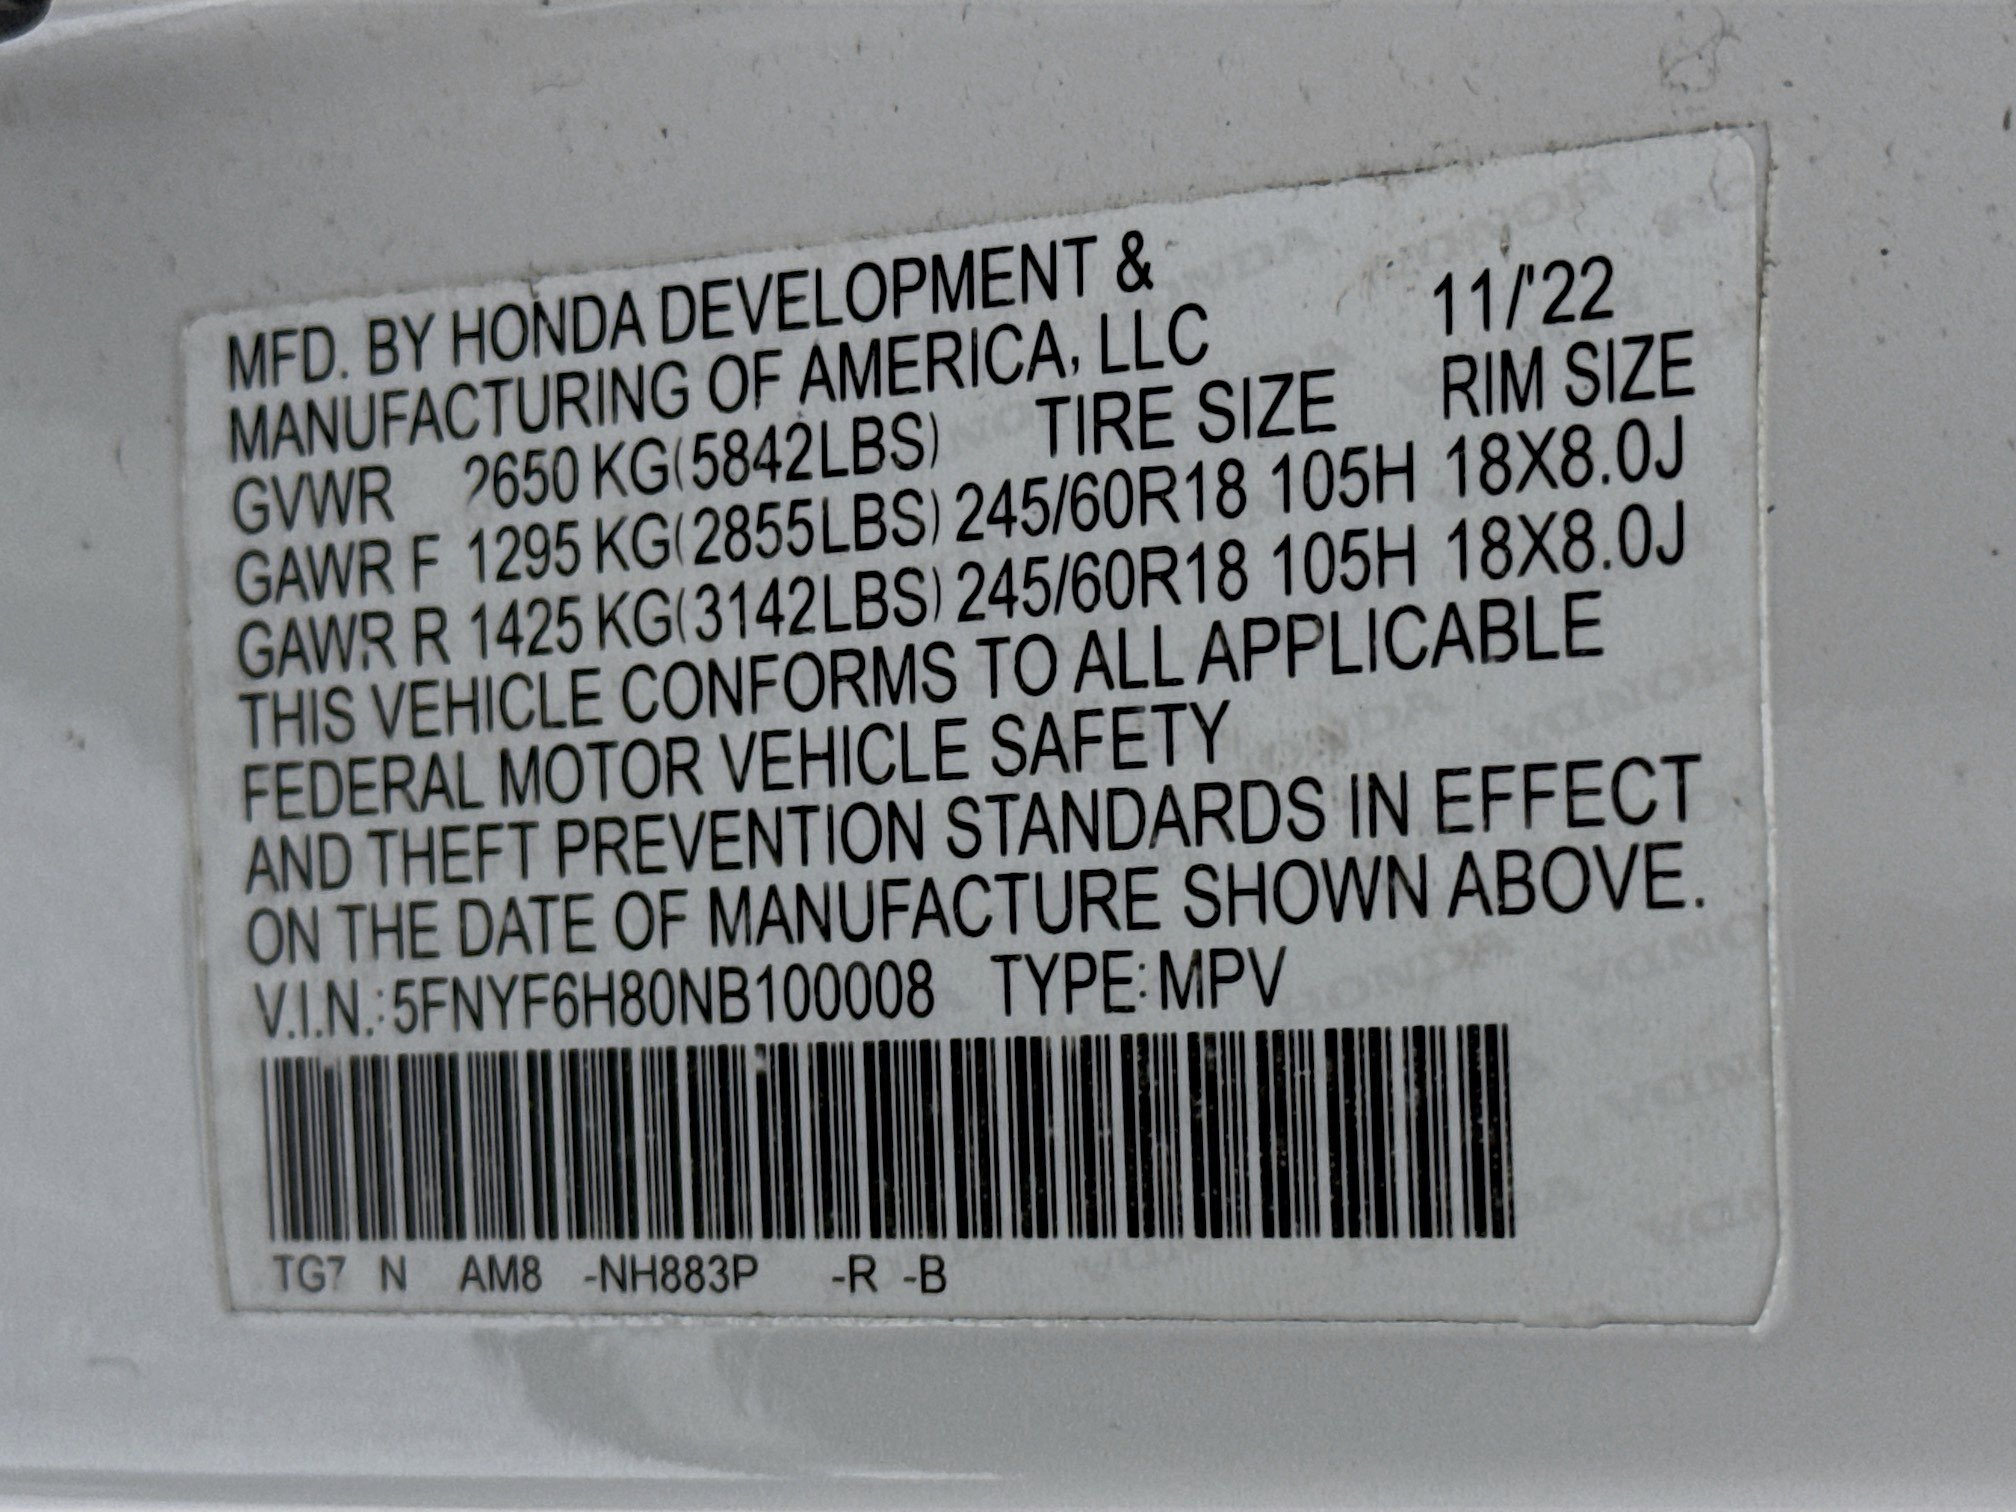 MFD. BY HONDA DEVELOPMENT &
MANUFACTURING OF AMERICA, LLC 11/'22
GVWR 2650 KG(5842LBS) TIRE SIZE RIM SIZE
GAWR F 1295 KG(2855LBS) 245/60R18 105H 18X8.0J
GAWR R 1425 KG(3142LBS) 245/60R18 105H 18X8.0J
THIS VEHICLE CONFORMS TO ALL APPLICABLE
FEDERAL MOTOR VEHICLE SAFETY
AND THEFT PREVENTION STANDARDS IN EFFECT
ON THE DATE OF MANUFACTURE SHOWN ABOVE.
V.I.N.: 5FNYF6H80NB100008 TYPE: MPV
TG7 N AM8 -NH883P -R -B